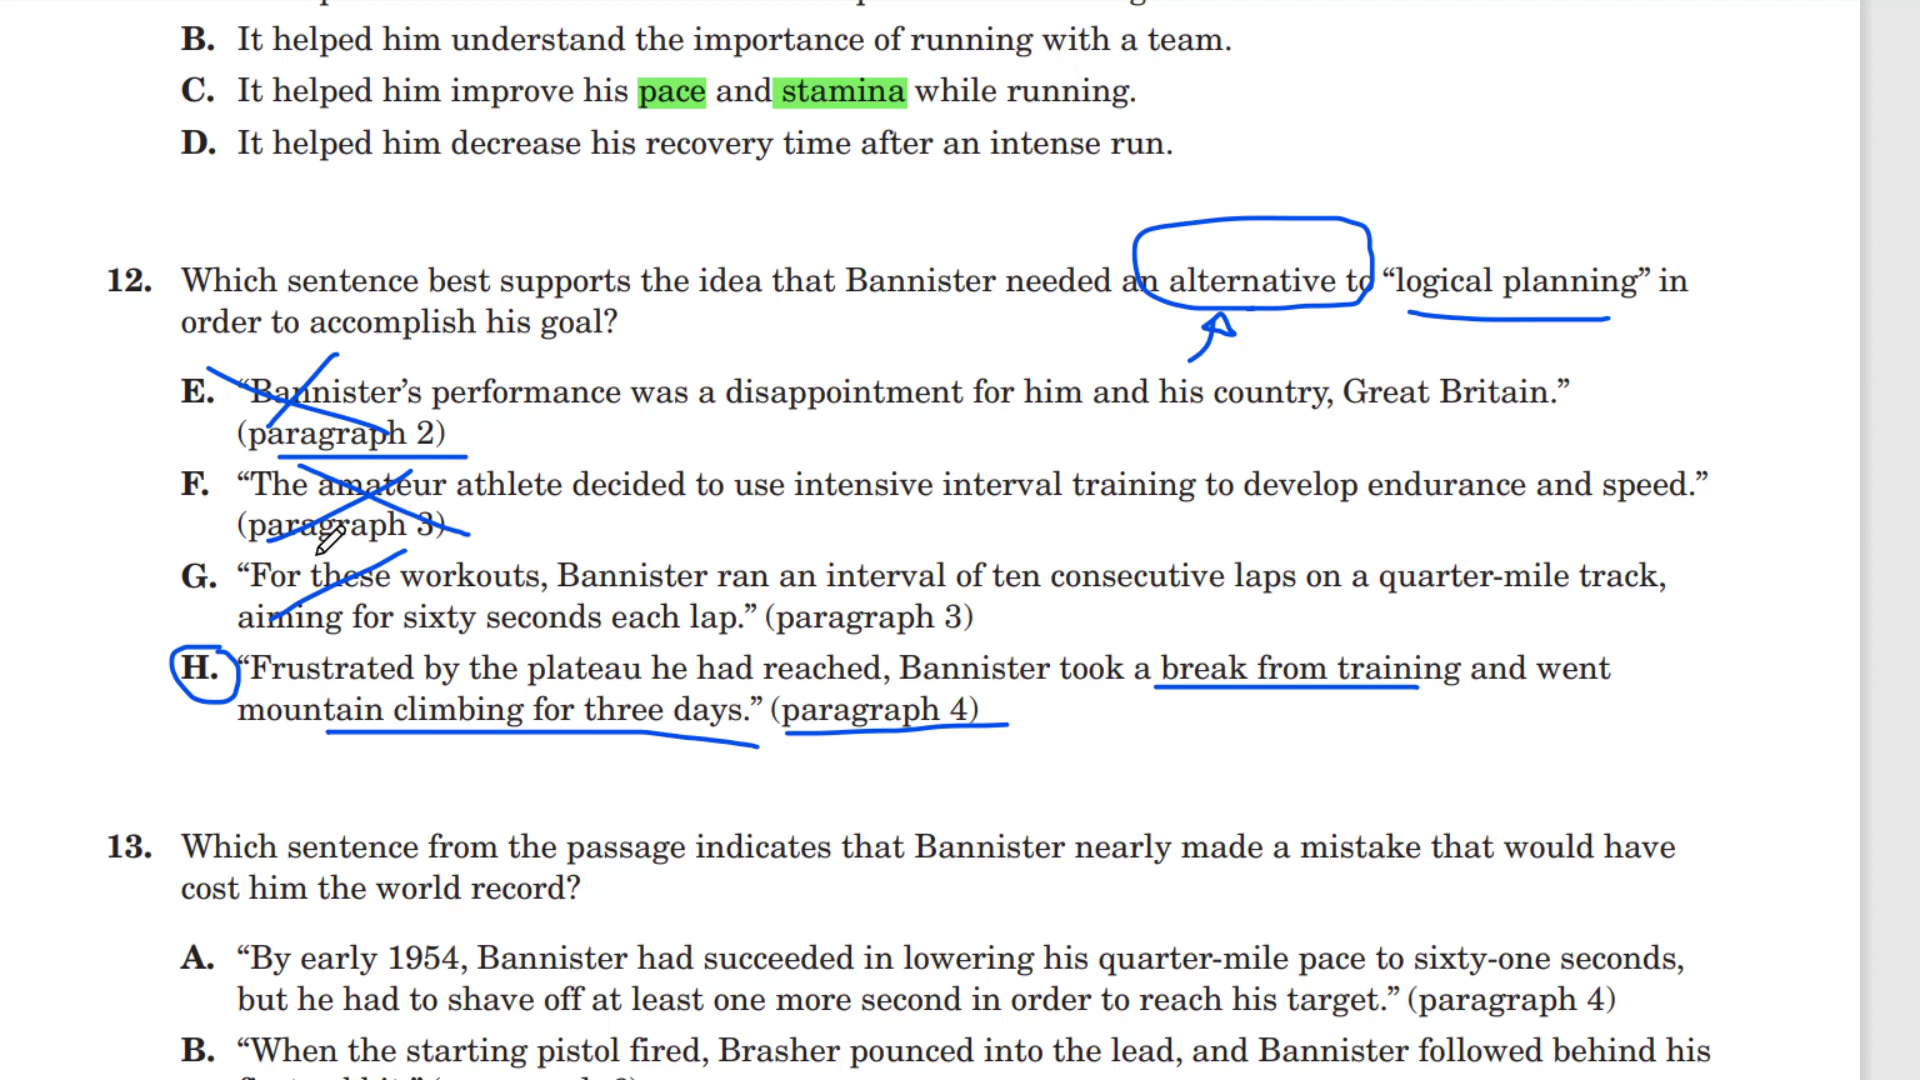 B. It helped him understand the importance of running with a team.
C. It helped him improve his pace and stamina while running.
D. It helped him decrease his recovery time after an intense run.
12. Which sentence best supports the idea that Bannister needed an alternative to “logical planning” in
order to accomplish his goal?
E. “Bannister’s performance was a disappointment for him and his country, Great Britain.”
(paragraph 2)
F. “The amateur athlete decided to use intensive interval training to develop endurance and speed.”
(paragraph 3)
G. “For these workouts, Bannister ran an interval of ten consecutive laps on a quarter-mile track,
aiming for sixty seconds each lap.” (paragraph 3)
H. “Frustrated by the plateau he had reached, Bannister took a break from training and went
mountain climbing for three days.” (paragraph 4)
13. Which sentence from the passage indicates that Bannister nearly made a mistake that would have
cost him the world record?
A. “By early 1954, Bannister had succeeded in lowering his quarter-mile pace to sixty-one seconds,
but he had to shave off at least one more second in order to reach his target.” (paragraph 4)
B. “When the starting pistol fired, Brasher pounced into the lead, and Bannister followed behind his